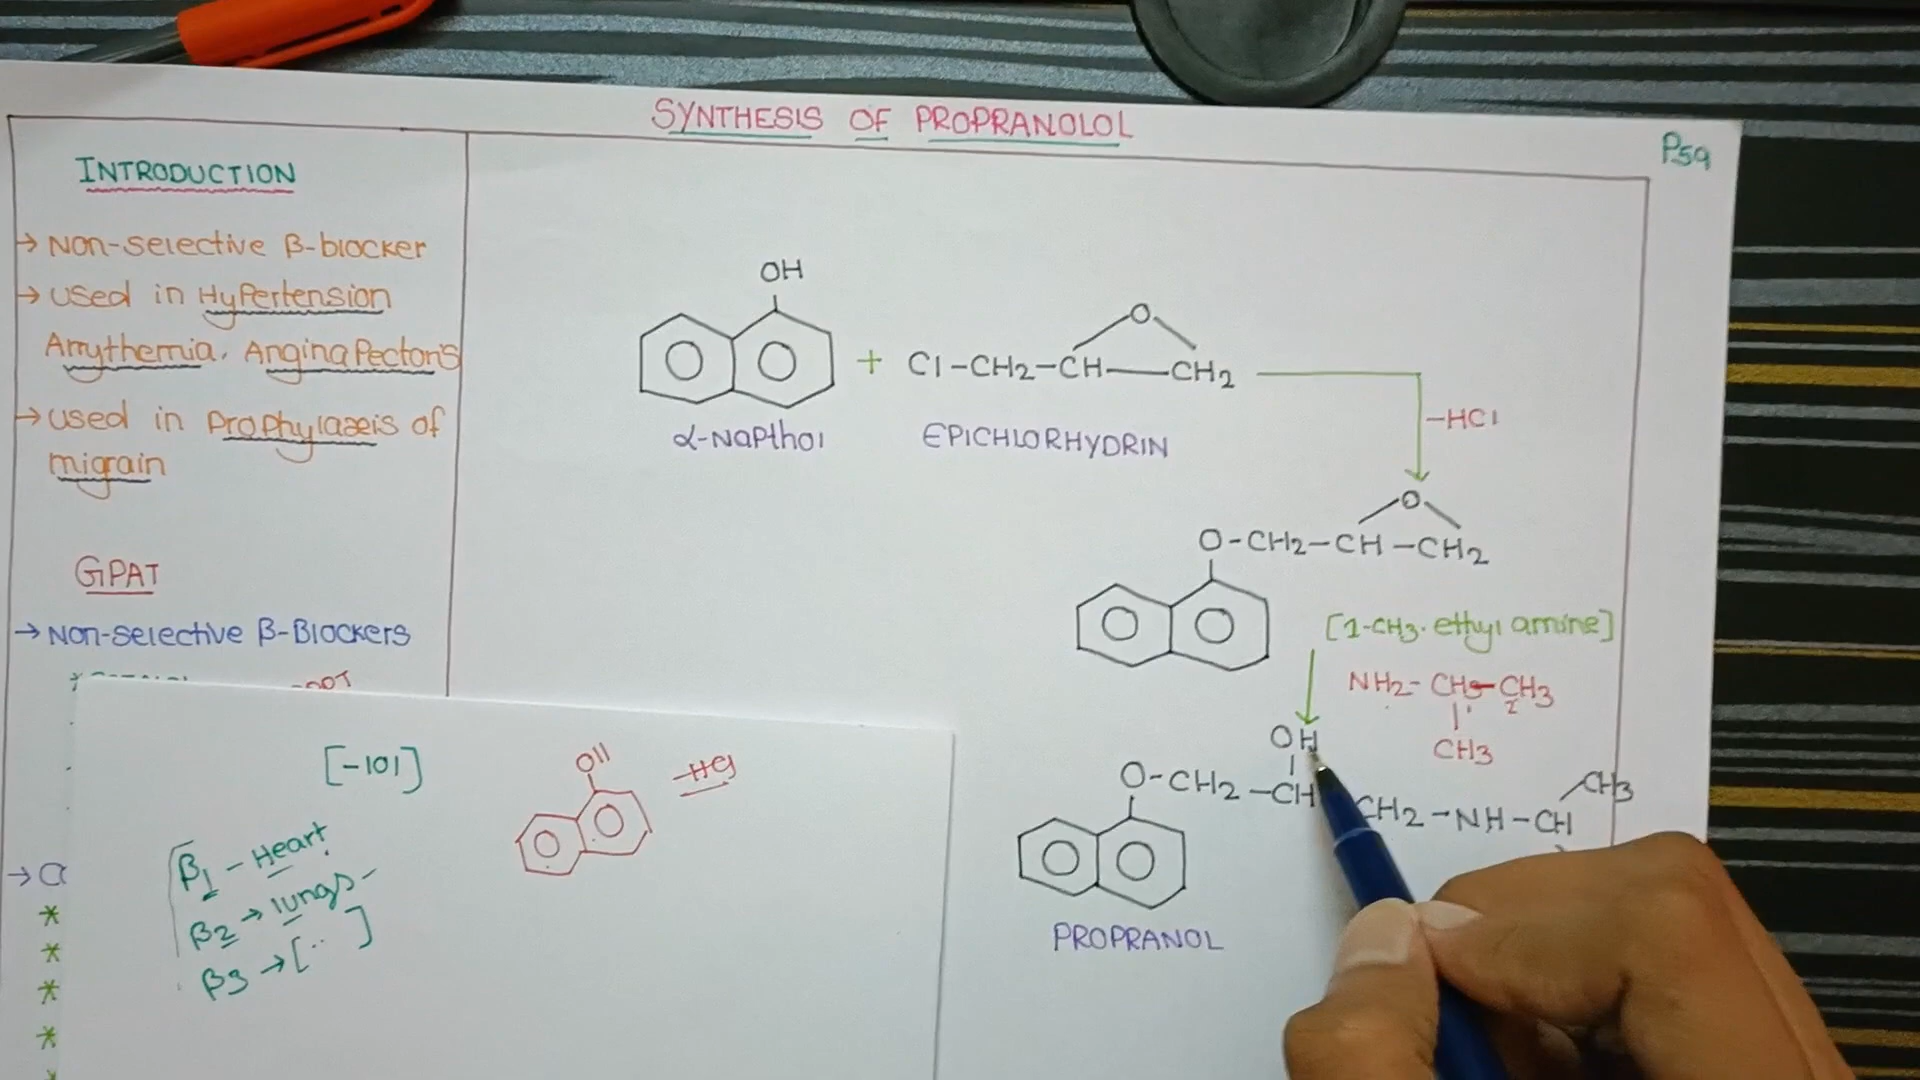 SYNTHESIS OF PROPRANOLOL
P59
INTRODUCTION
→ Non-selective β-blocker
→ used in Hypertension
Arrythemia, Angina Pectoris
→ used in Prophylaxeis of
migrain
GPAT
→ Non-selective β-Blockers
OH
+ Cl-CH2-CH-CH2
O
α-Napthol
EPICHLORHYDRIN
-HCl
O
O-CH2-CH-CH2
[1-CH3.ethyl amine]
NH2-CH-CH3
CH3
OH
O-CH2-CH
CH2-NH-CH
CH3
PROPRANOL
[-lol]
β1 - Heart
β2 → lungs -
β3 → [.. ]
OH
-HCl